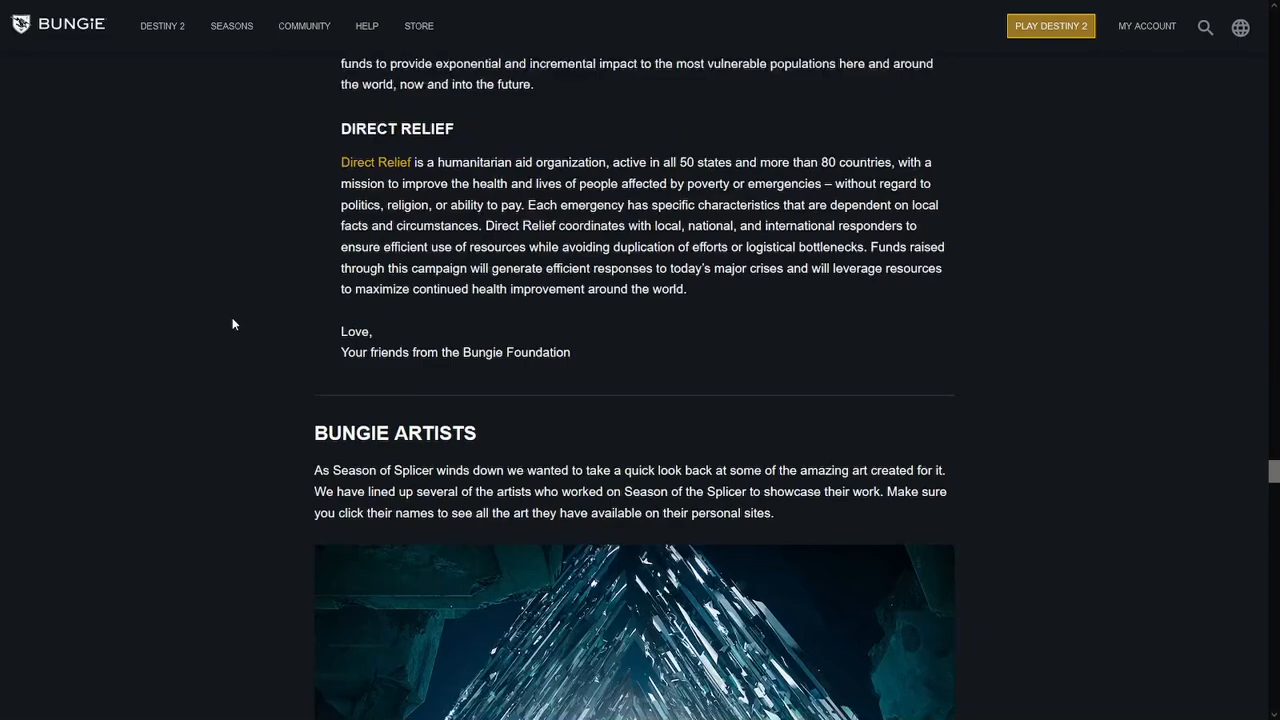 BUNGiE
DESTINY 2
SEASONS
COMMUNITY
HELP
STORE
PLAY DESTINY 2
MY ACCOUNT
funds to provide exponential and incremental impact to the most vulnerable populations here and around
the world, now and into the future.
DIRECT RELIEF
Direct Relief is a humanitarian aid organization, active in all 50 states and more than 80 countries, with a
mission to improve the health and lives of people affected by poverty or emergencies – without regard to
politics, religion, or ability to pay. Each emergency has specific characteristics that are dependent on local
facts and circumstances. Direct Relief coordinates with local, national, and international responders to
ensure efficient use of resources while avoiding duplication of efforts or logistical bottlenecks. Funds raised
through this campaign will generate efficient responses to today's major crises and will leverage resources
to maximize continued health improvement around the world.
Love,
Your friends from the Bungie Foundation
BUNGIE ARTISTS
As Season of Splicer winds down we wanted to take a quick look back at some of the amazing art created for it.
We have lined up several of the artists who worked on Season of the Splicer to showcase their work. Make sure
you click their names to see all the art they have available on their personal sites.